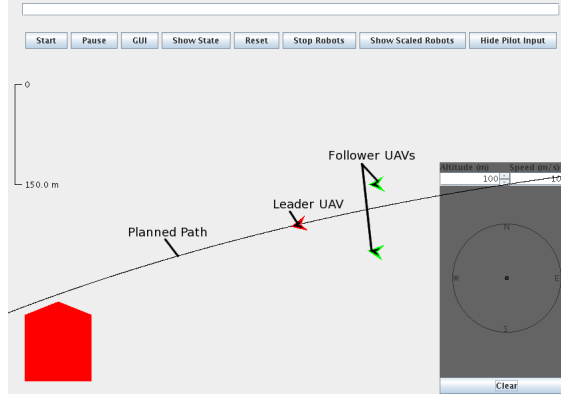 Start Pause GUI Show State Reset Stop Robots Show Scaled Robots Hide Pilot Input
0
150.0 m
Follower UAVs
Leader UAV
Planned Path
Altitude (m) Speed (m/s)
100 10
N
W E
S
Clear